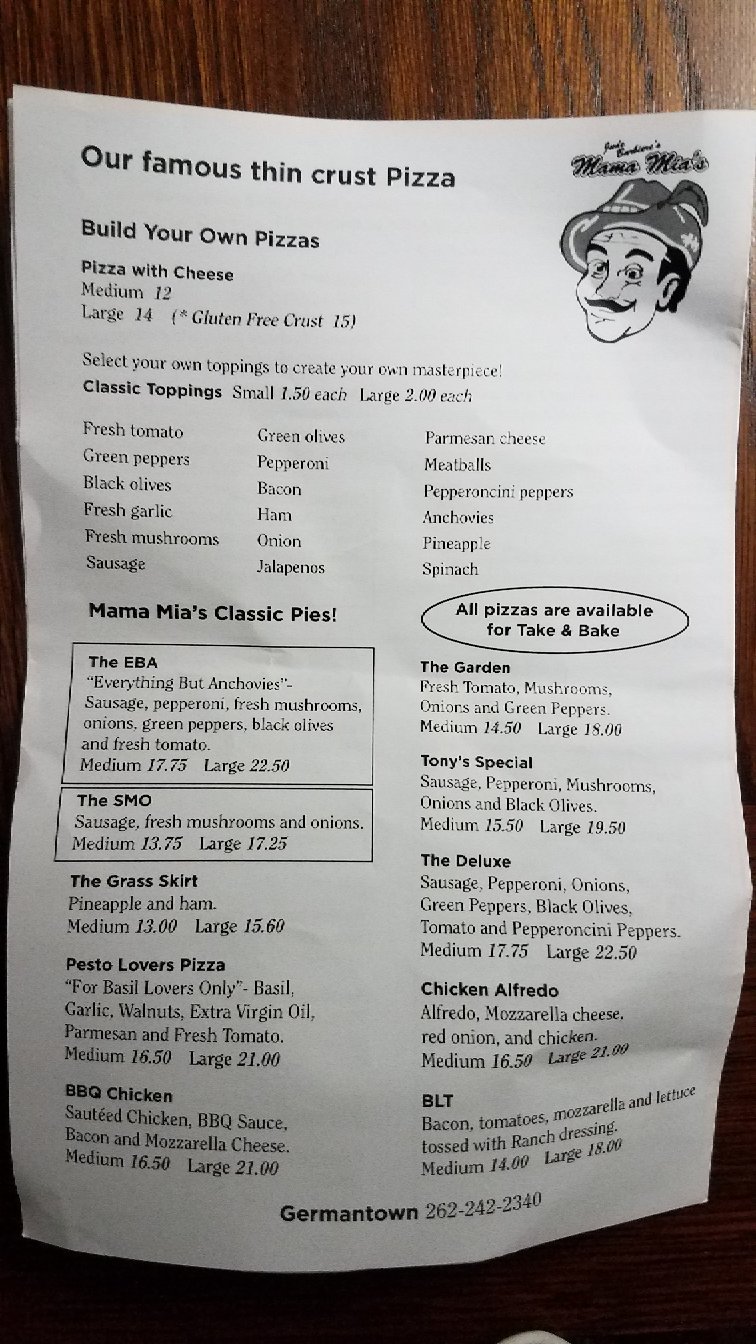 Our famous thin crust Pizza
Mama Mia's
Build Your Own Pizzas
Pizza with Cheese
Medium 12
Large 14 (* Gluten Free Crust 15)
Select your own toppings to create your own masterpiece!
Classic Toppings Small 1.50 each Large 2.00 each
Fresh tomato
Green peppers
Black olives
Fresh garlic
Fresh mushrooms
Sausage
Green olives
Pepperoni
Bacon
Ham
Onion
Jalapenos
Parmesan cheese
Meatballs
Pepperoncini peppers
Anchovies
Pineapple
Spinach
Mama Mia's Classic Pies!
The EBA
"Everything But Anchovies"-
Sausage, pepperoni, fresh mushrooms,
onions, green peppers, black olives
and fresh tomato.
Medium 17.75 Large 22.50
The SMO
Sausage, fresh mushrooms and onions.
Medium 13.75 Large 17.25
The Grass Skirt
Pineapple and ham.
Medium 13.00 Large 15.60
Pesto Lovers Pizza
"For Basil Lovers Only"- Basil,
Garlic, Walnuts, Extra Virgin Oil,
Parmesan and Fresh Tomato.
Medium 16.50 Large 21.00
BBQ Chicken
Sautéed Chicken, BBQ Sauce,
Bacon and Mozzarella Cheese.
Medium 16.50 Large 21.00
All pizzas are available
for Take & Bake
The Garden
Fresh Tomato, Mushrooms,
Onions and Green Peppers.
Medium 14.50 Large 18.00
Tony's Special
Sausage, Pepperoni, Mushrooms,
Onions and Black Olives.
Medium 15.50 Large 19.50
The Deluxe
Sausage, Pepperoni, Onions,
Green Peppers, Black Olives,
Tomato and Pepperoncini Peppers.
Medium 17.75 Large 22.50
Chicken Alfredo
Alfredo, Mozzarella cheese,
red onion, and chicken.
Medium 16.50 Large 21.00
BLT
Bacon, tomatoes, mozzarella and lettuce
tossed with Ranch dressing.
Medium 14.00 Large 18.00
Germantown 262-242-2340